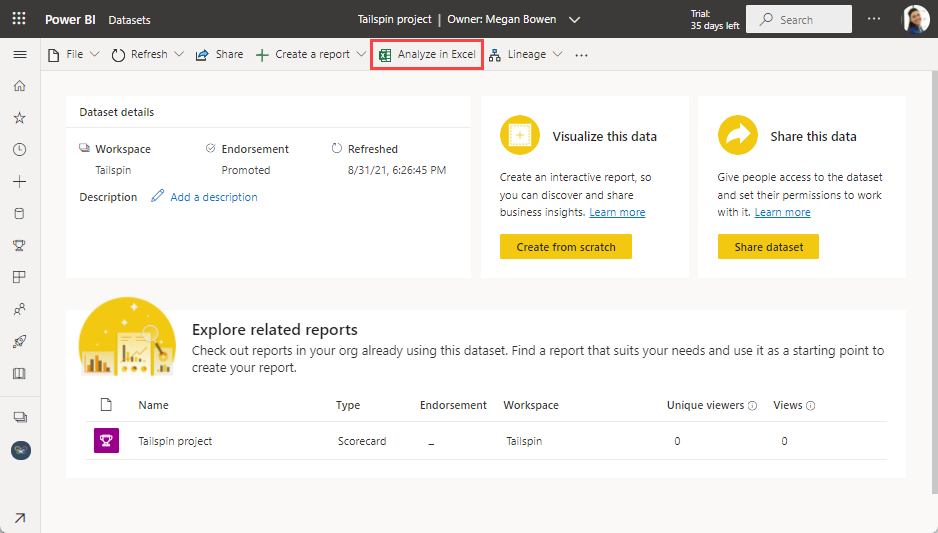 Power BI Datasets Tailspin project | Owner: Megan Bowen Trial:
35 days left Search
File Refresh Share Create a report Analyze in Excel Lineage
Dataset details
Workspace Endorsement Refreshed
Tailspin Promoted 8/31/21, 6:26:45 PM
Description Add a description
Visualize this data
Create an interactive report, so
you can discover and share
business insights. Learn more
Create from scratch
Share this data
Give people access to the dataset
and set their permissions to work
with it. Learn more
Share dataset
Explore related reports
Check out reports in your org already using this dataset. Find a report that suits your needs and use it as a starting point to
create your report.
Name Type Endorsement Workspace Unique viewers Views
Tailspin project Scorecard – Tailspin 0 0